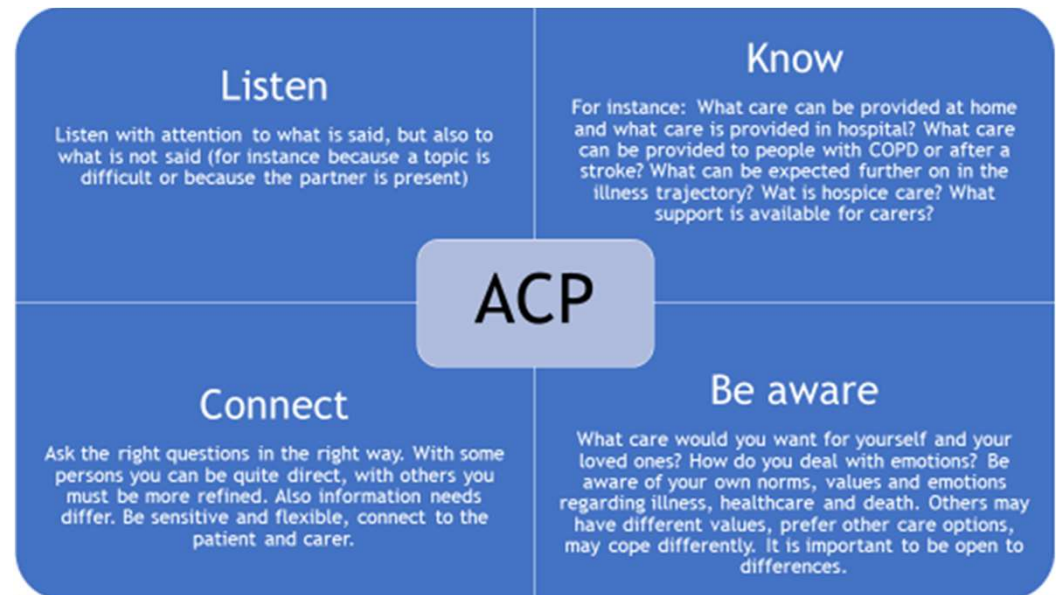 Listen
Listen with attention to what is said, but also to
what is not said (for instance because a topic is
difficult or because the partner is present)
Know
For instance: What care can be provided at home
and what care is provided in hospital? What care
can be provided to people with COPD or after a
stroke? What can be expected further on in the
illness trajectory? Wat is hospice care? What
support is available for carers?
ACP
Connect
Ask the right questions in the right way. With some
persons you can be quite direct, with others you
must be more refined. Also information needs
differ. Be sensitive and flexible, connect to the
patient and carer.
Be aware
What care would you want for yourself and your
loved ones? How do you deal with emotions? Be
aware of your own norms, values and emotions
regarding illness, healthcare and death. Others may
have different values, prefer other care options,
may cope differently. It is important to be open to
differences.